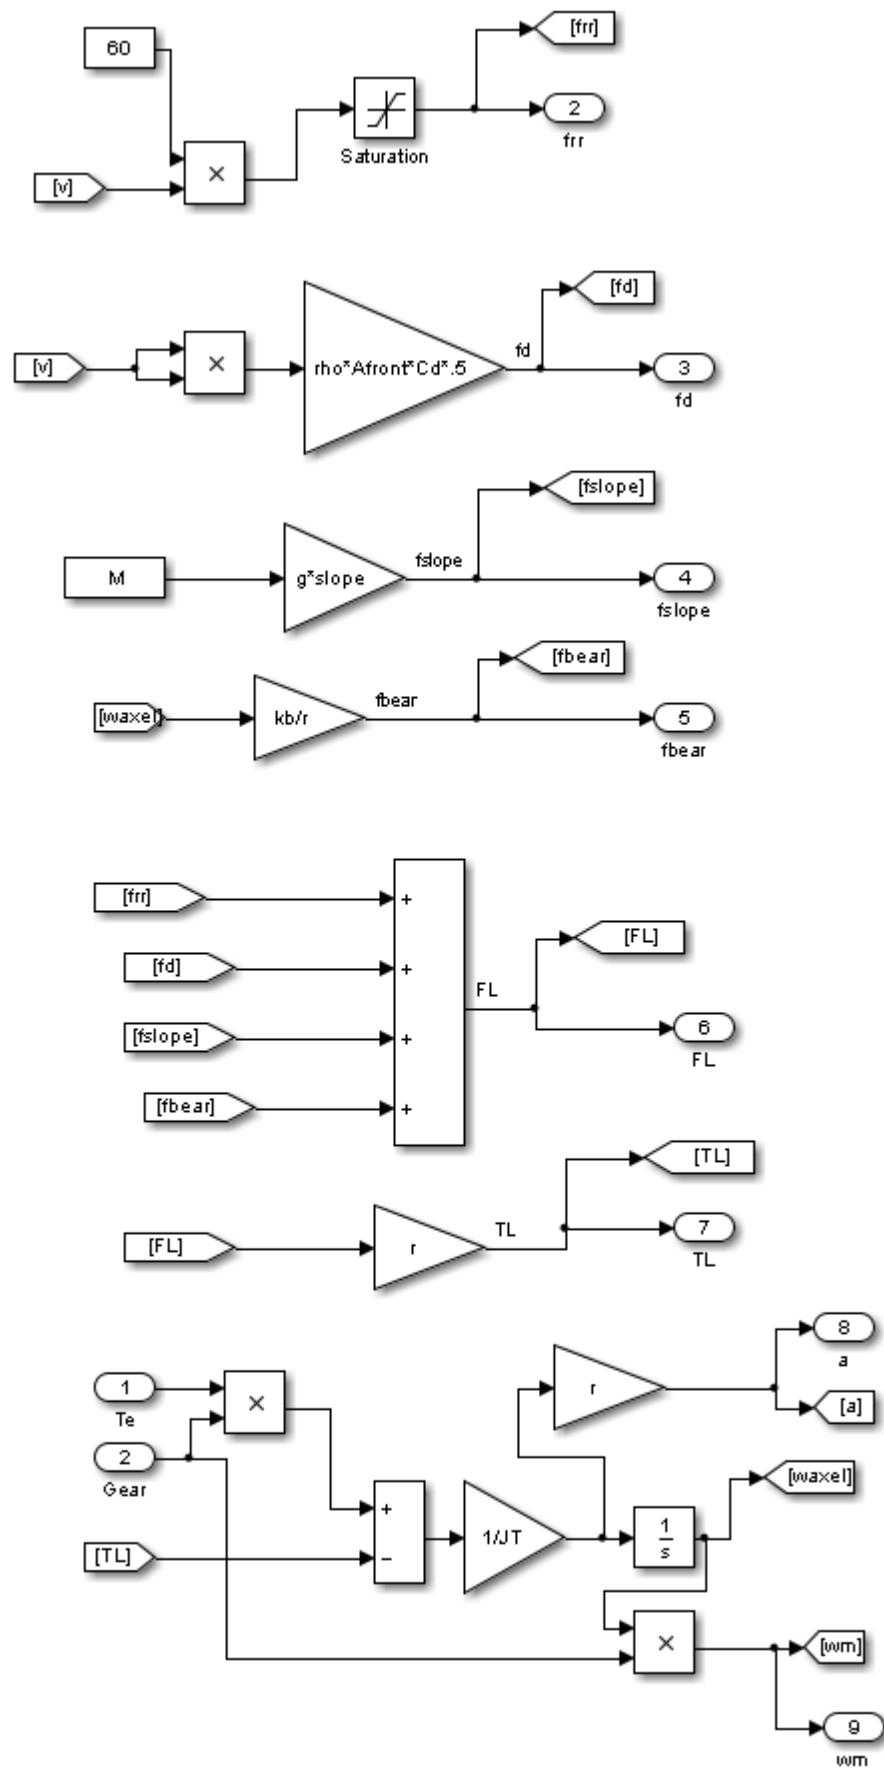 [frr]
60
2
frr
Saturation
×
[v]
[fd]
[v]
×
rho*Afront*Cd*.5
fd
3
fd
[fslope]
M
g*slope
fslope
4
fslope
[fbear]
[waxel]
kb/r
fbear
5
fbear
[frr]
+
[fd]
+
[FL]
FL
[fslope]
+
6
FL
[fbear]
+
[TL]
[FL]
r
TL
7
TL
8
a
1
Te
×
r
[a]
2
Gear
[waxel]
+
1/JT
1
s
[TL]
−
×
[wm]
9
wm